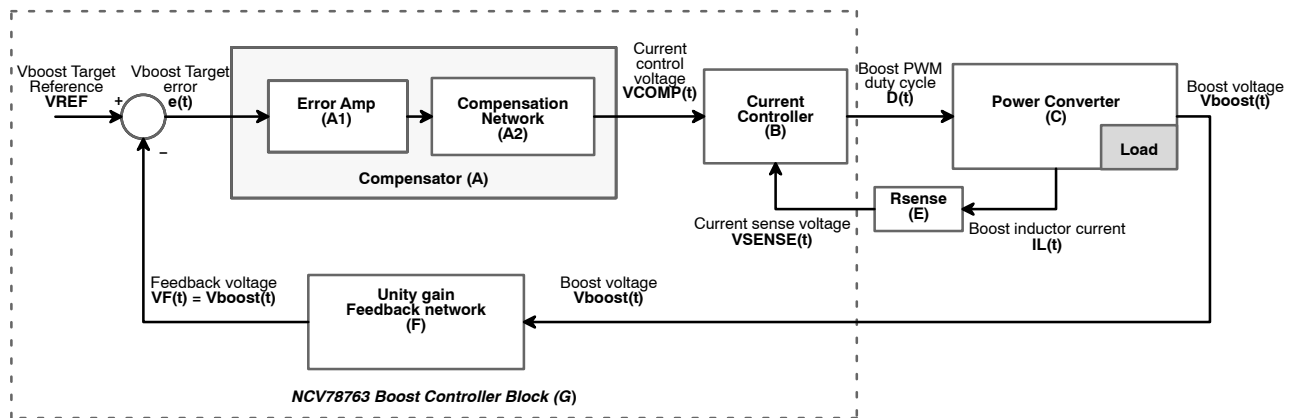 Vboost Target
Reference
VREF
+
−
Vboost Target
error
e(t)
Error Amp
(A1)
Compensation
Network
(A2)
Compensator (A)
Current
control
voltage
VCOMP(t)
Current
Controller
(B)
Boost PWM
duty cycle
D(t)
Power Converter
(C)
Load
Boost voltage
Vboost(t)
Rsense
(E)
Current sense voltage
VSENSE(t)
Boost inductor current
IL(t)
Feedback voltage
VF(t) = Vboost(t)
Unity gain
Feedback network
(F)
Boost voltage
Vboost(t)
NCV78763 Boost Controller Block (G)